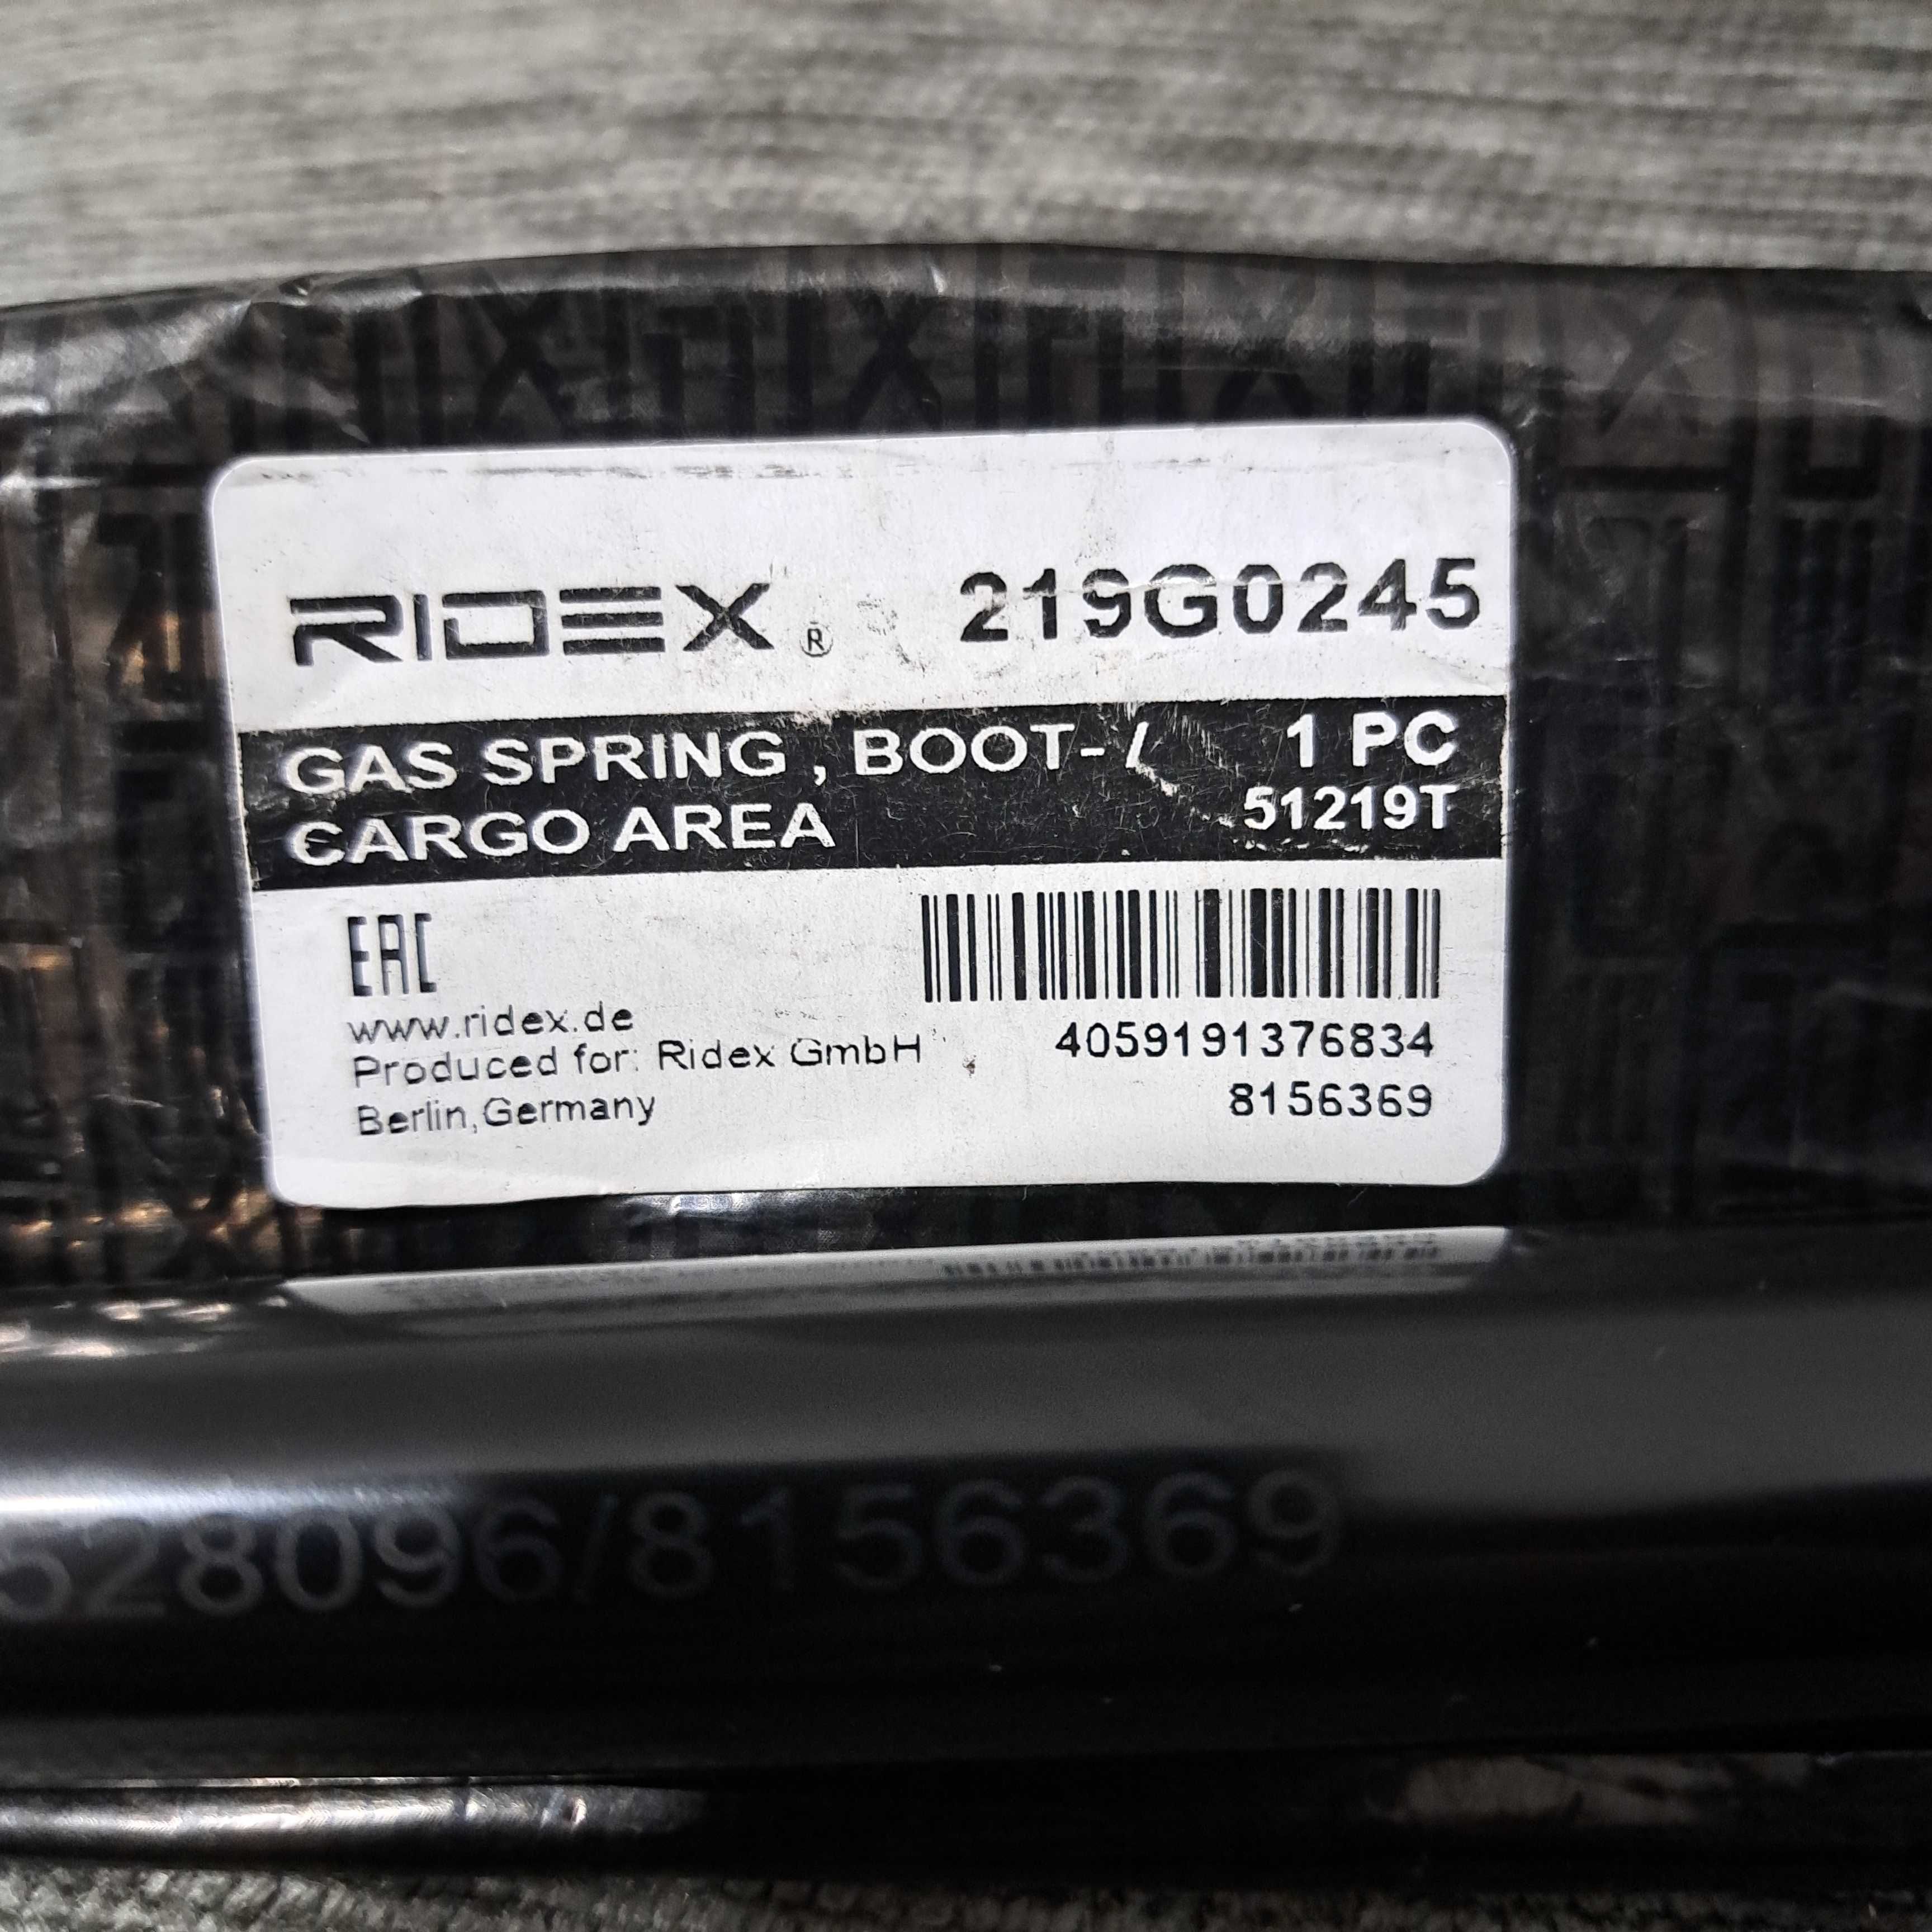 RIDEX ® 219G0245
GAS SPRING , BOOT-/ 1 PC
CARGO AREA 51219T
EAC
www.ridex.de
Produced for: Ridex GmbH 4059191376834
Berlin,Germany 8156369
528096/8156369